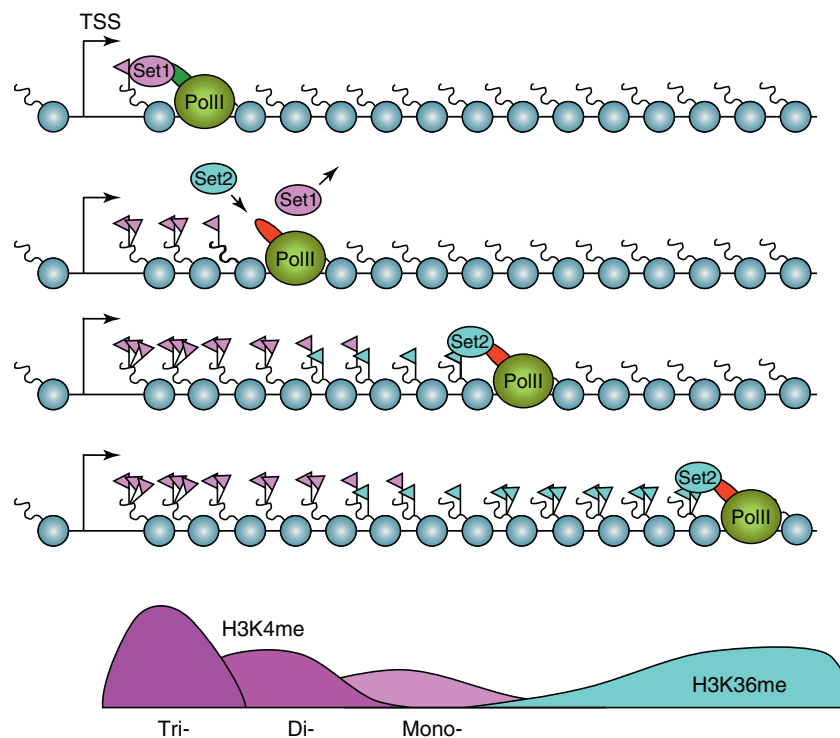 TSS
Set1
PolII
Set2
Set1
PolII
Set2
PolII
Set2
PolII
H3K4me
H3K36me
Tri- Di- Mono-